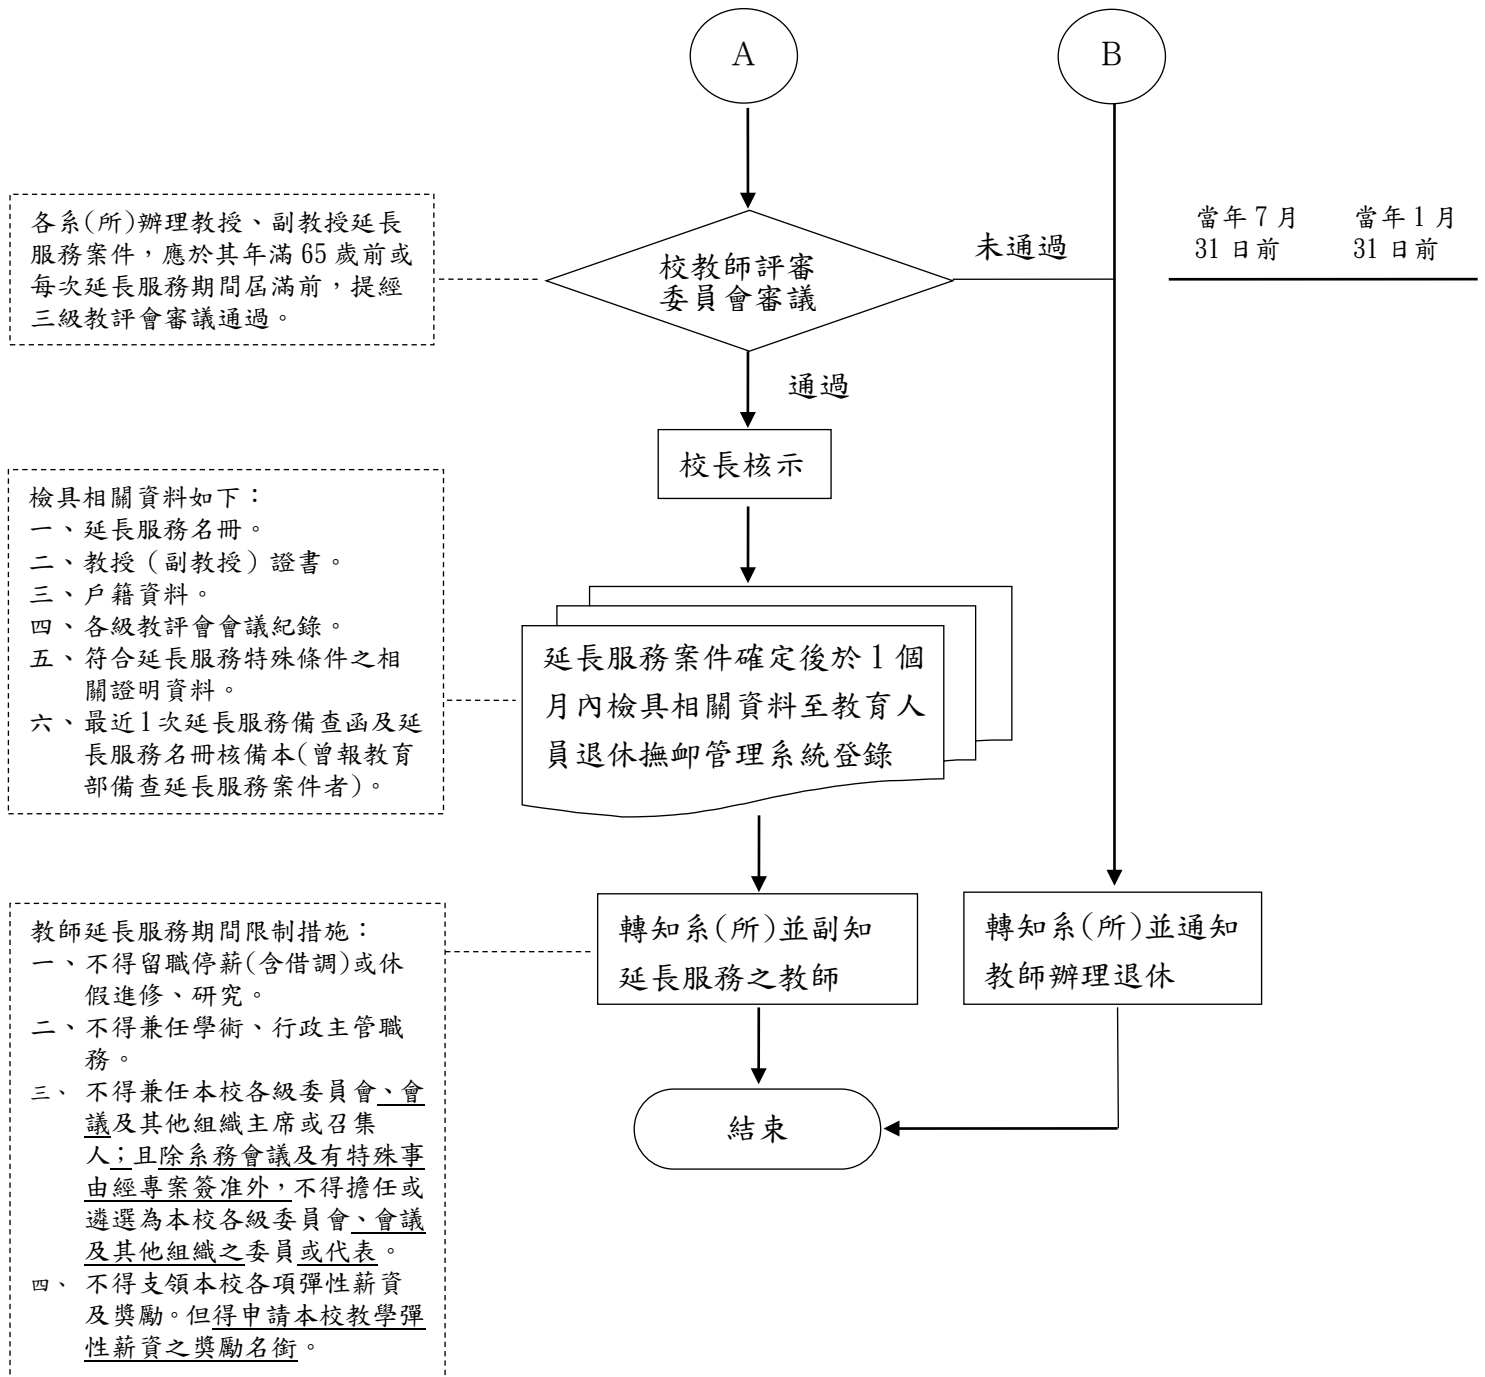 A
B
各系(所)辦理教授、副教授延長
服務案件，應於其年滿 65 歲前或
每次延長服務期間屆滿前，提經
三級教評會審議通過。
校教師評審
委員會審議
未通過
當年 7 月
31 日前
當年 1 月
31 日前
通過
校長核示
檢具相關資料如下：
一、延長服務名冊。
二、教授（副教授）證書。
三、戶籍資料。
四、各級教評會會議紀錄。
五、符合延長服務特殊條件之相
關證明資料。
六、最近 1 次延長服務備查函及延
長服務名冊核備本(曾報教育
部備查延長服務案件者)。
延長服務案件確定後於 1 個
月內檢具相關資料至教育人
員退休撫卹管理系統登錄
教師延長服務期間限制措施：
一、不得留職停薪(含借調)或休
假進修、研究。
二、不得兼任學術、行政主管職
務。
三、 不得兼任本校各級委員會、會
議及其他組織主席或召集
人；且除系務會議及有特殊事
由經專案簽准外，不得擔任或
遴選為本校各級委員會、會議
及其他組織之委員或代表。
四、 不得支領本校各項彈性薪資
及獎勵。但得申請本校教學彈
性薪資之獎勵名銜。
轉知系(所)並副知
延長服務之教師
轉知系(所)並通知
教師辦理退休
結束